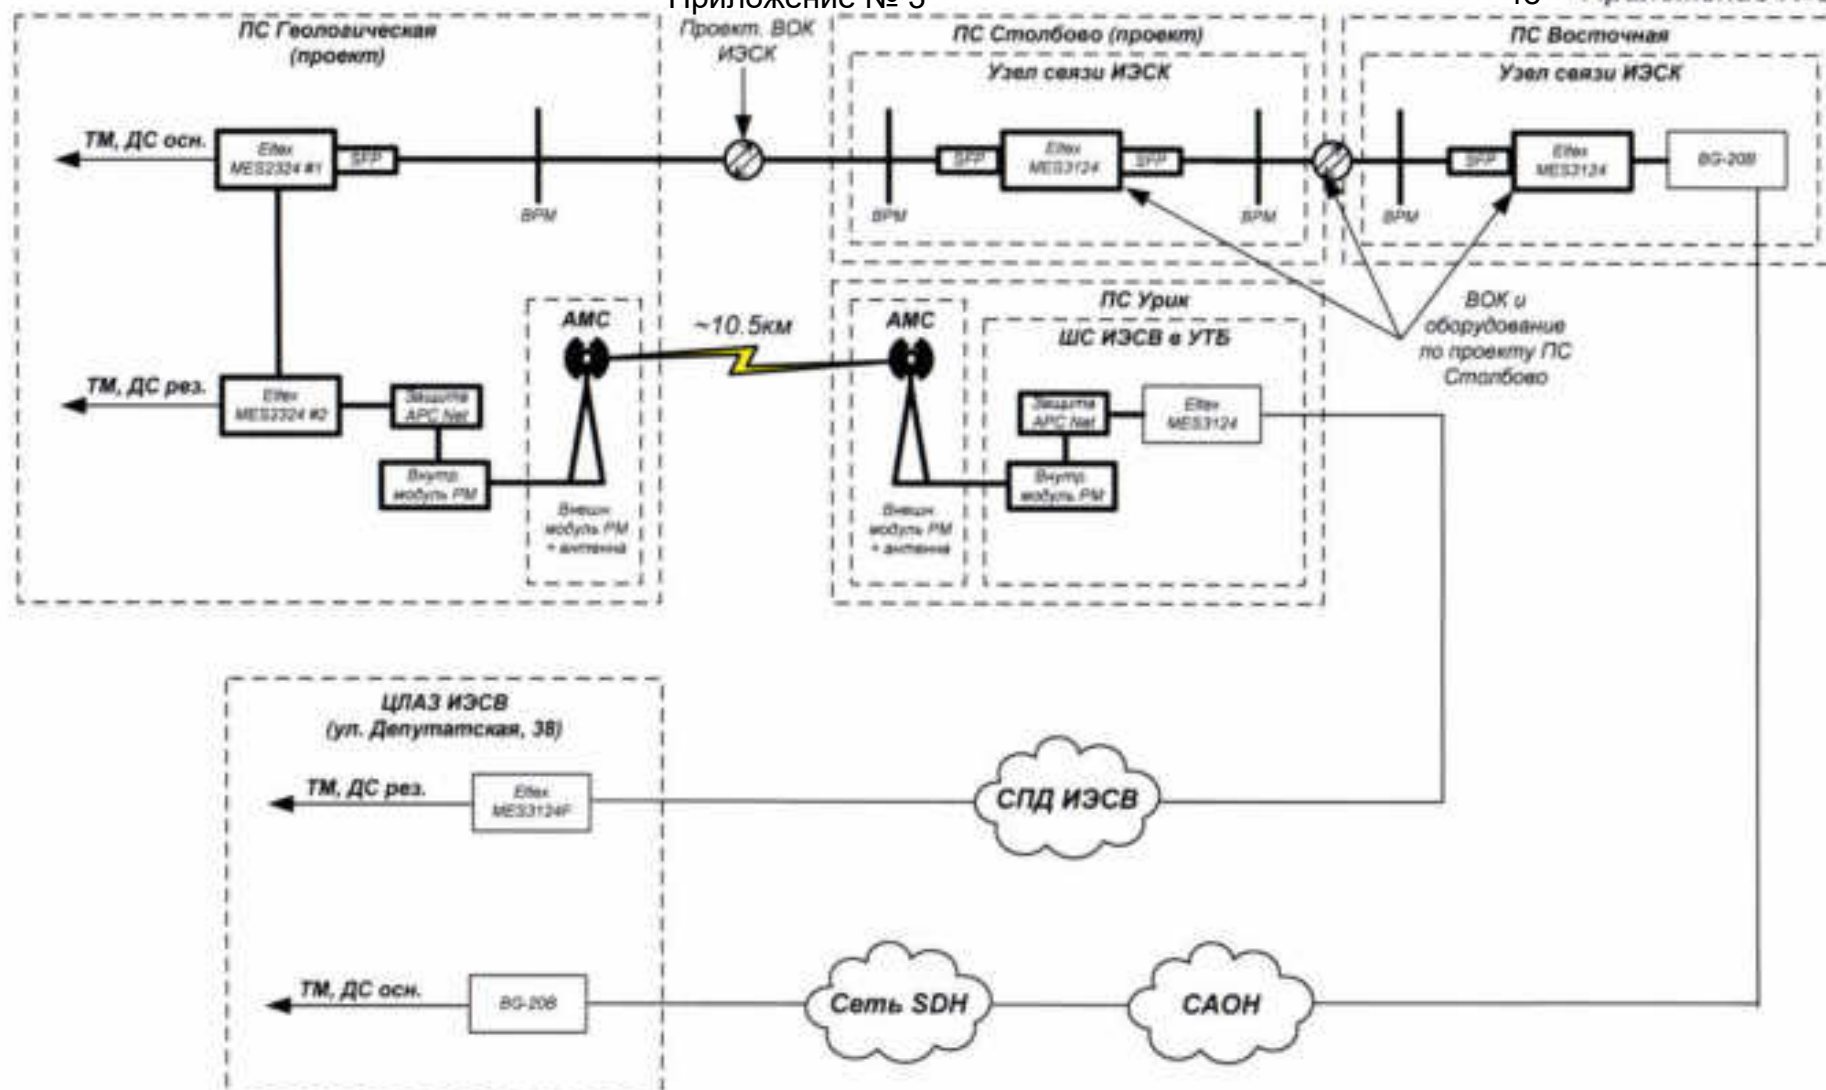 Приложение № 5
ПС Геологическая
(проект)
ТМ, ДС осн.
Eltex
MES2324 #1
SFP
ВРМ
Проект. ВОК
ИЭСК
ПС Столбово (проект)
Узел связи ИЭСК
ВРМ
SFP
Eltex
MES3124
SFP
ВРМ
ПС Восточная
Узел связи ИЭСК
ВРМ
SFP
Eltex
MES3124
BG-20B
ТМ, ДС рез.
Eltex
MES2324 #2
Защита
APC Net
Внутр.
модуль РМ
АМС
Внешн
модуль РМ
+ антенна
~10.5км
ПС Урик
АМС
Внешн
модуль РМ
+ антенна
ШС ИЭСВ в УТБ
Защита
APC Net
Eltex
MES3124
Внутр.
модуль РМ
ВОК и
оборудование
по проекту ПС
Столбово
ЦЛАЗ ИЭСВ
(ул. Депутатская, 38)
ТМ, ДС рез.
Eltex
MES3124F
СПД ИЭСВ
ТМ, ДС осн.
BG-20B
Сеть SDH
САОН